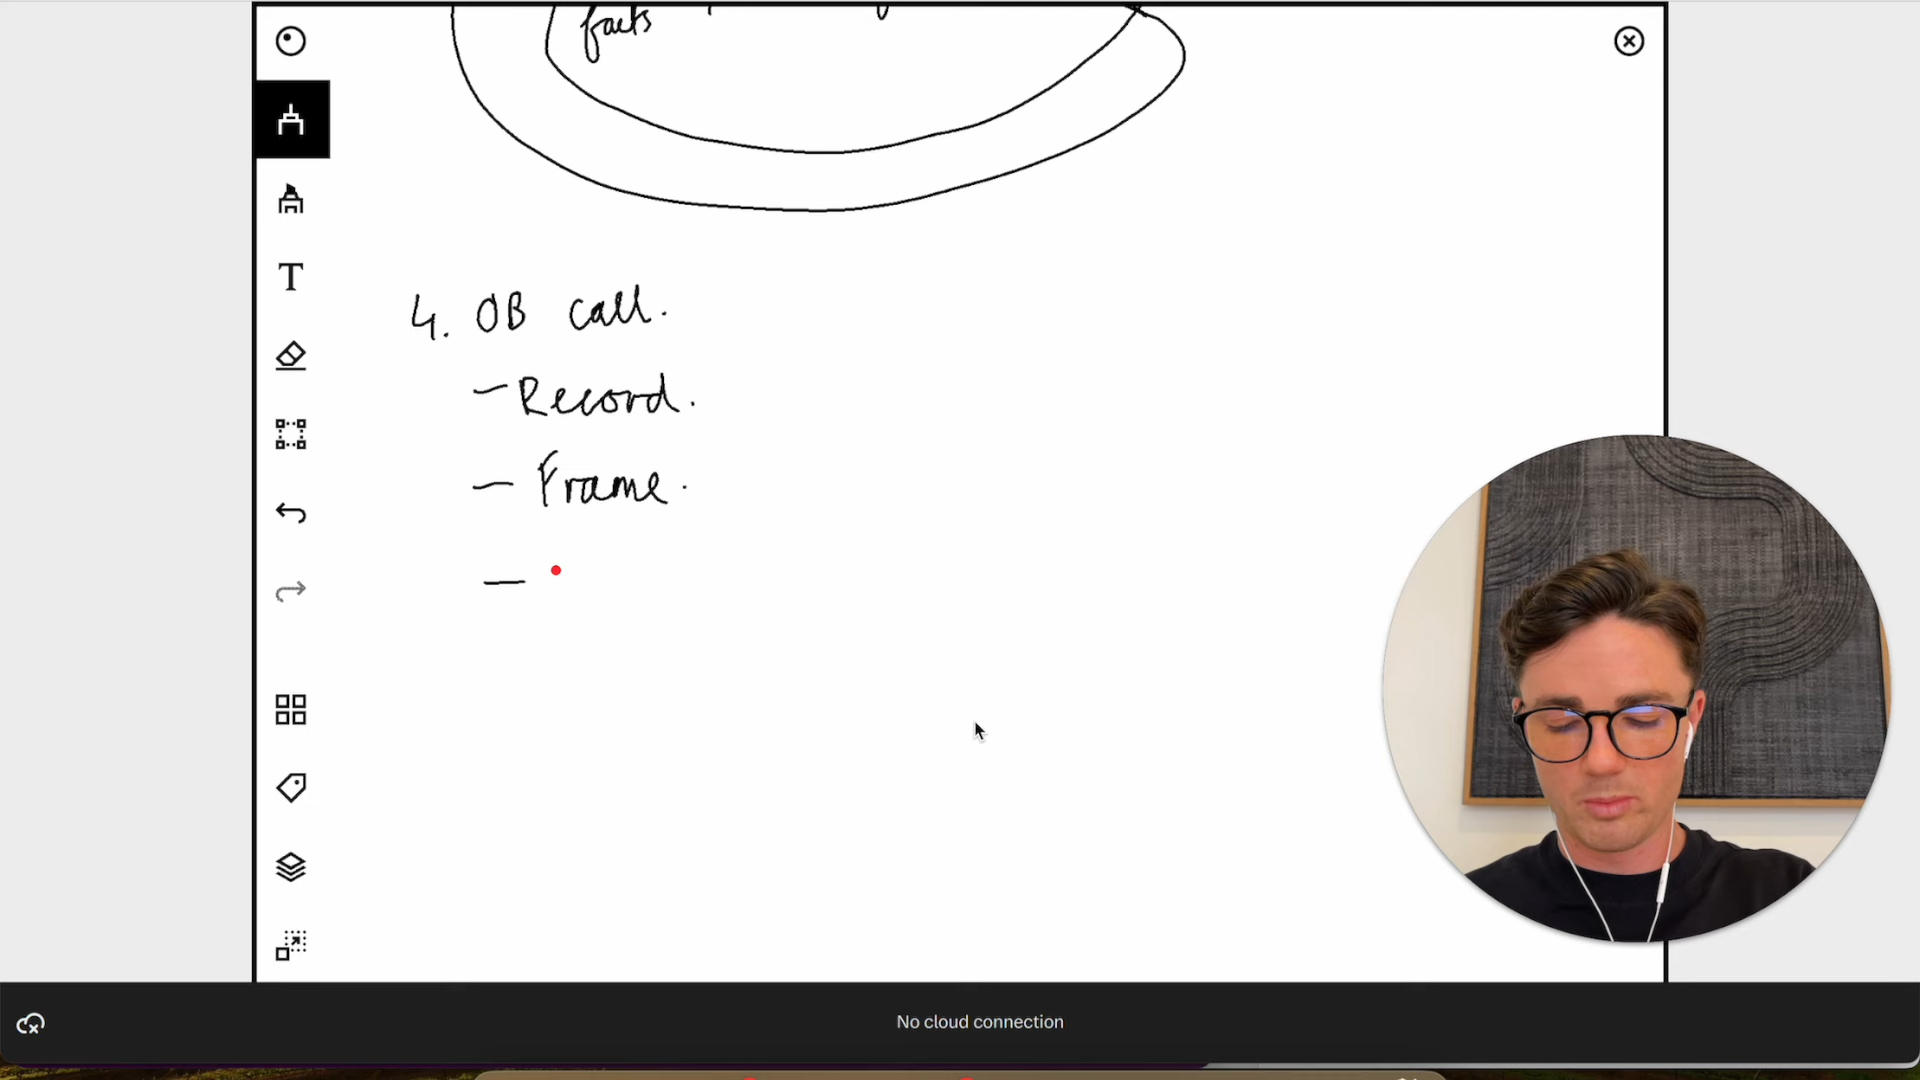 facts
T
4. OB call.
- Record.
- Frame.
-
No cloud connection